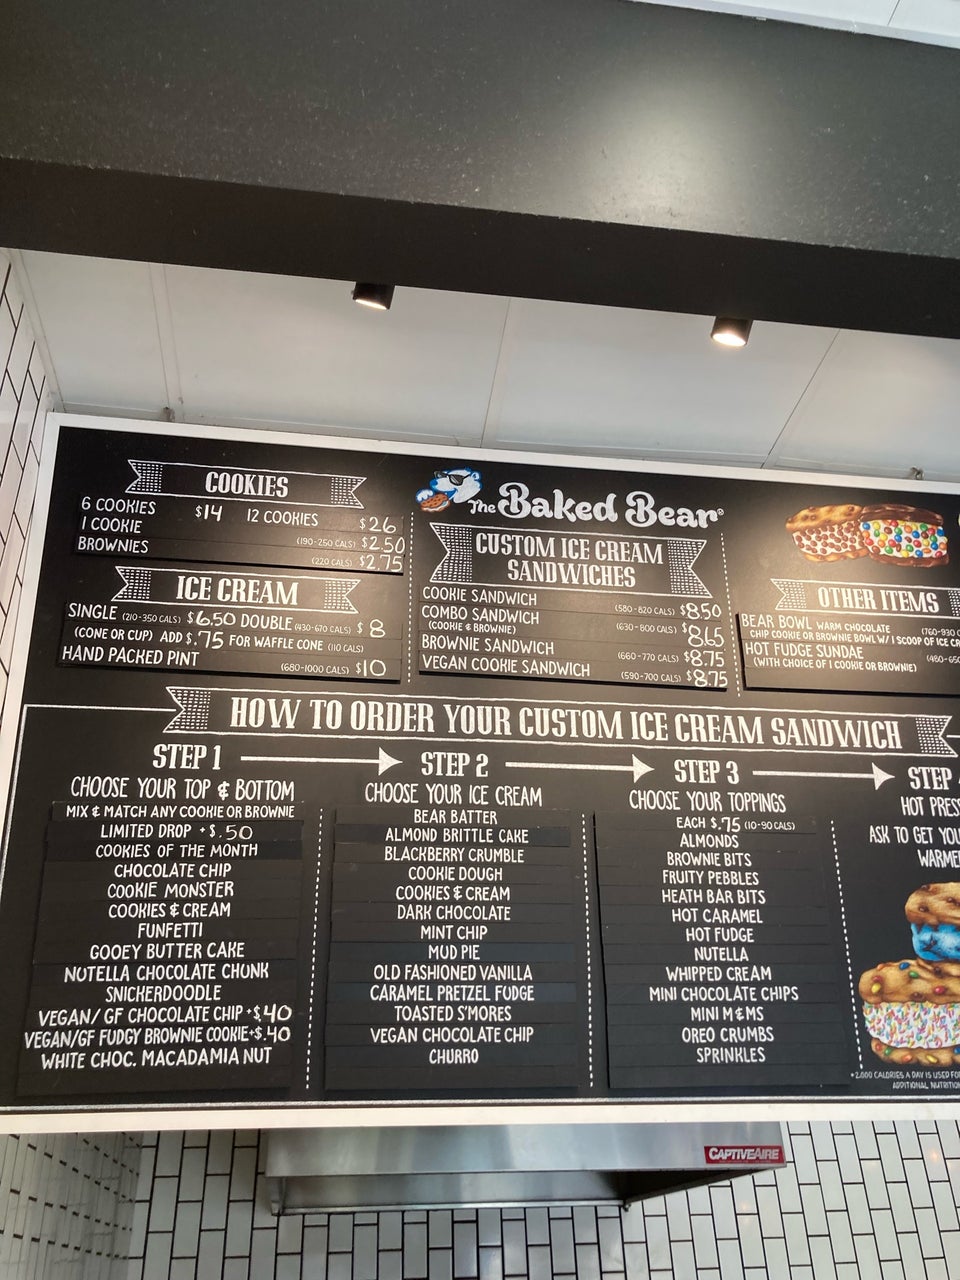 COOKIES
6 COOKIES $14 12 COOKIES $26
1 COOKIE (190-250 CALS) $2.50
BROWNIES (220 CALS) $2.75
ICE CREAM
SINGLE (210-350 CALS) $6.50 DOUBLE (430-670 CALS) $8
(CONE OR CUP) ADD $.75 FOR WAFFLE CONE (110 CALS)
HAND PACKED PINT (680-1000 CALS) $10
The Baked Bear®
CUSTOM ICE CREAM
SANDWICHES
COOKIE SANDWICH (580-820 CALS) $8.50
COMBO SANDWICH (630-800 CALS) $8.65
(COOKIE & BROWNIE)
BROWNIE SANDWICH (660-770 CALS) $8.75
VEGAN COOKIE SANDWICH (590-700 CALS) $8.75
OTHER ITEMS
BEAR BOWL WARM CHOCOLATE (760-930
CHIP COOKIE OR BROWNIE BOWL W/ 1 SCOOP OF ICE
HOT FUDGE SUNDAE
(WITH CHOICE OF 1 COOKIE OR BROWNIE)
HOW TO ORDER YOUR CUSTOM ICE CREAM SANDWICH
STEP 1
CHOOSE YOUR TOP & BOTTOM
MIX & MATCH ANY COOKIE OR BROWNIE
LIMITED DROP +$.50
COOKIES OF THE MONTH
CHOCOLATE CHIP
COOKIE MONSTER
COOKIES & CREAM
FUNFETTI
GOOEY BUTTER CAKE
NUTELLA CHOCOLATE CHUNK
SNICKERDOODLE
VEGAN/ GF CHOCOLATE CHIP +$.40
VEGAN/GF FUDGY BROWNIE COOKIE+$.40
WHITE CHOC. MACADAMIA NUT
STEP 2
CHOOSE YOUR ICE CREAM
BEAR BATTER
ALMOND BRITTLE CAKE
BLACKBERRY CRUMBLE
COOKIE DOUGH
COOKIES & CREAM
DARK CHOCOLATE
MINT CHIP
MUD PIE
OLD FASHIONED VANILLA
CARAMEL PRETZEL FUDGE
TOASTED S'MORES
VEGAN CHOCOLATE CHIP
CHURRO
STEP 3
CHOOSE YOUR TOPPINGS
EACH $.75 (10-90 CALS)
ALMONDS
BROWNIE BITS
FRUITY PEBBLES
HEATH BAR BITS
HOT CARAMEL
HOT FUDGE
NUTELLA
WHIPPED CREAM
MINI CHOCOLATE CHIPS
MINI M&MS
OREO CRUMBS
SPRINKLES
STEP
HOT
ASK TO GET
*2,000 CALORIES A DAY IS USED
ADDITIONAL
CAPTIVEAIRE